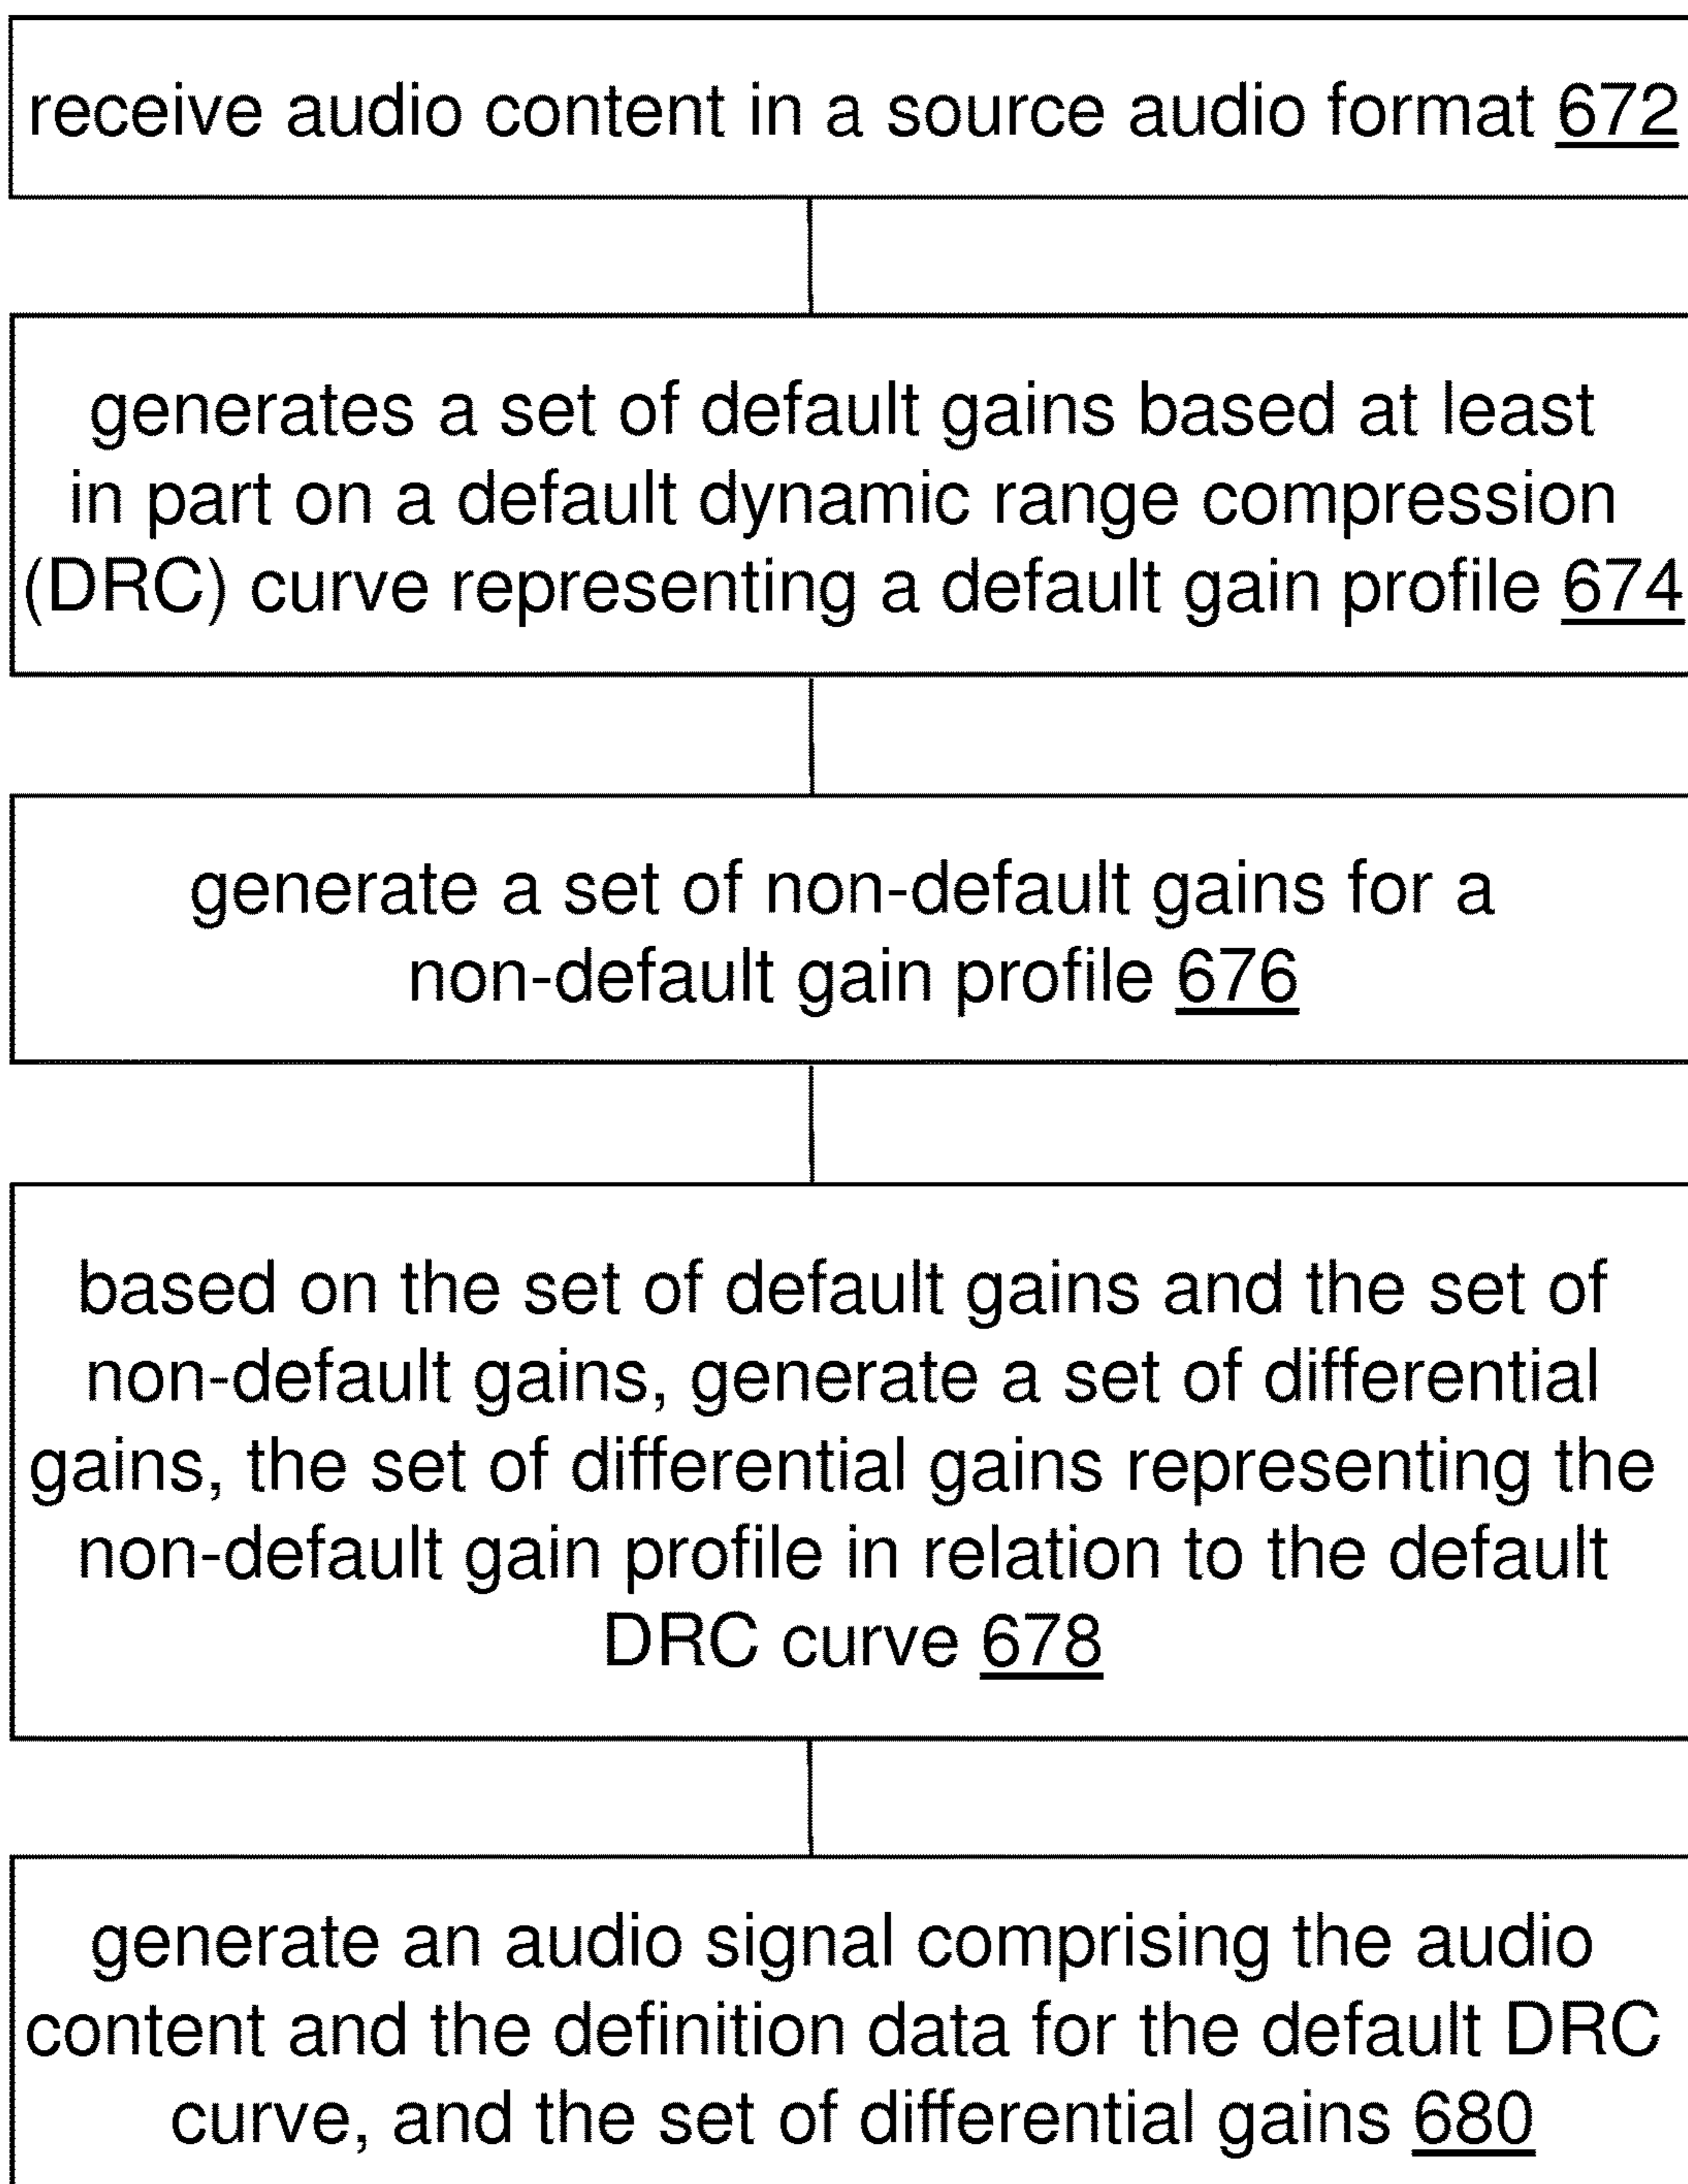 receive audio content in a source audio format 672
generates a set of default gains based at least
in part on a default dynamic range compression
(DRC) curve representing a default gain profile 674
generate a set of non-default gains for a
non-default gain profile 676
based on the set of default gains and the set of
non-default gains, generate a set of differential
gains, the set of differential gains representing the
non-default gain profile in relation to the default
DRC curve 678
generate an audio signal comprising the audio
content and the definition data for the default DRC
curve, and the set of differential gains 680